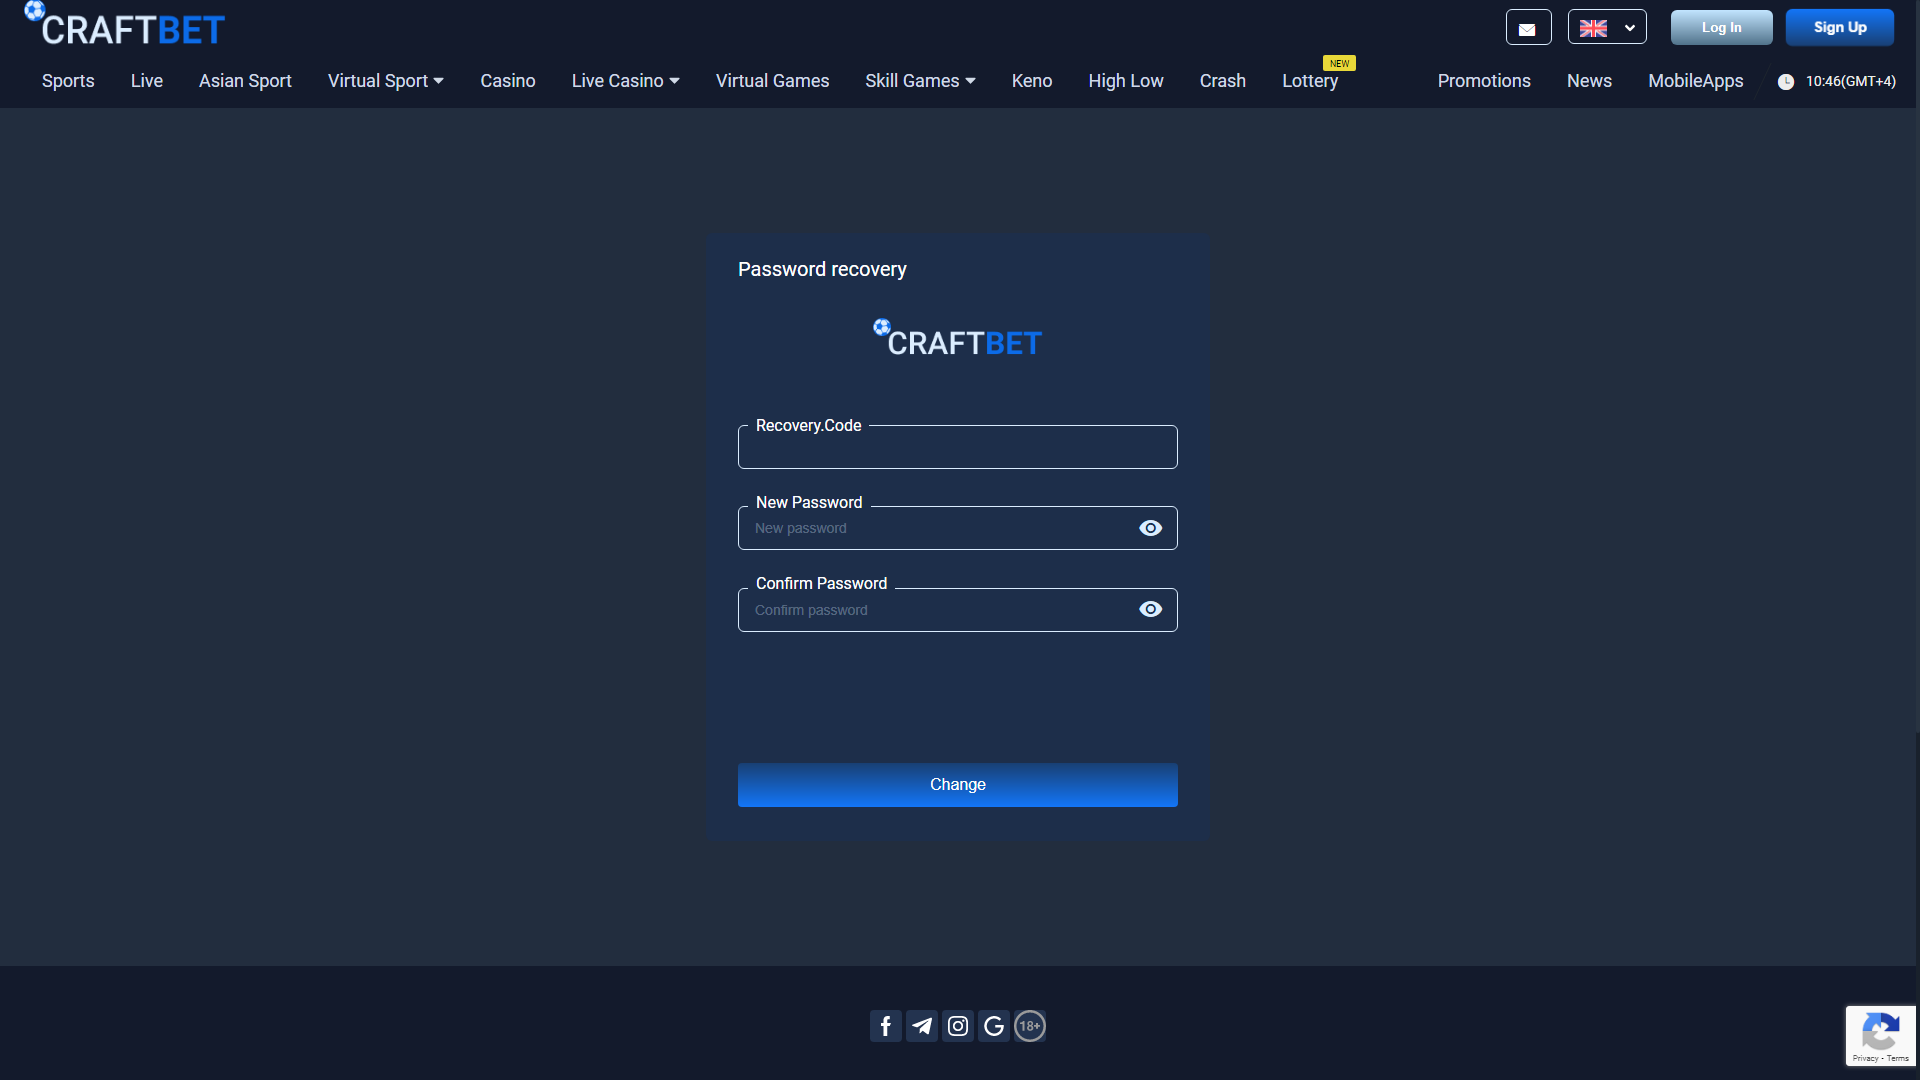 CRAFTBET
Log In
Sign Up
Sports
Live
Asian Sport
Virtual Sport
Casino
Live Casino
Virtual Games
Skill Games
Keno
High Low
Crash
Lottery
NEW
Promotions
News
MobileApps
10:46(GMT+4)
Password recovery
CRAFTBET
Recovery.Code
New Password
New password
Confirm Password
Confirm password
Change
18+
Privacy - Terms